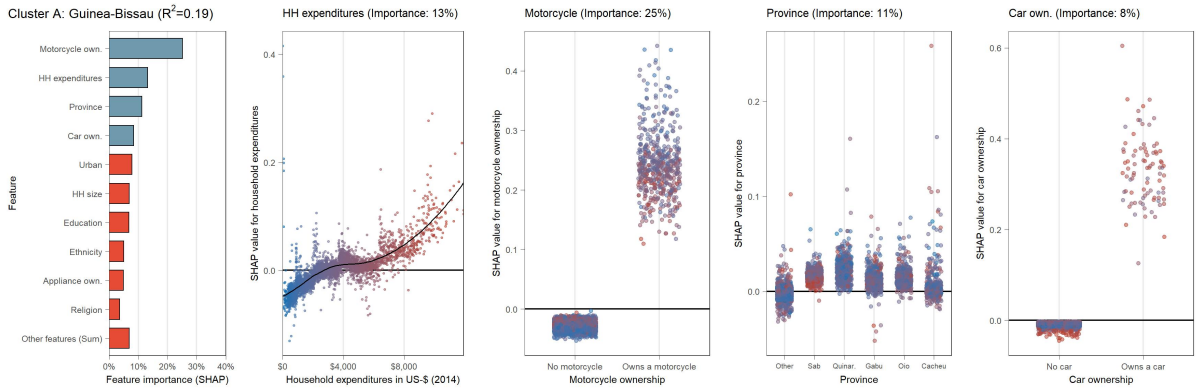 Cluster A: Guinea-Bissau (R²=0.19)
Feature
Motorcycle own.
HH expenditures
Province
Car own.
Urban
HH size
Education
Ethnicity
Appliance own.
Religion
Other features (Sum)
0% 10% 20% 30% 40%
Feature importance (SHAP)
HH expenditures (Importance: 13%)
SHAP value for household expenditures
0.4
0.2
0.0
$0 $4,000 $8,000
Household expenditures in US-$ (2014)
Motorcycle (Importance: 25%)
SHAP value for motorcycle ownership
0.4
0.3
0.2
0.1
0.0
No motorcycle Owns a motorcycle
Motorcycle ownership
Province (Importance: 11%)
SHAP value for province
0.2
0.1
0.0
Other Sab Quinar. Gabu Oio Cacheu
Province
Car own. (Importance: 8%)
SHAP value for car ownership
0.6
0.4
0.2
0.0
No car Owns a car
Car ownership